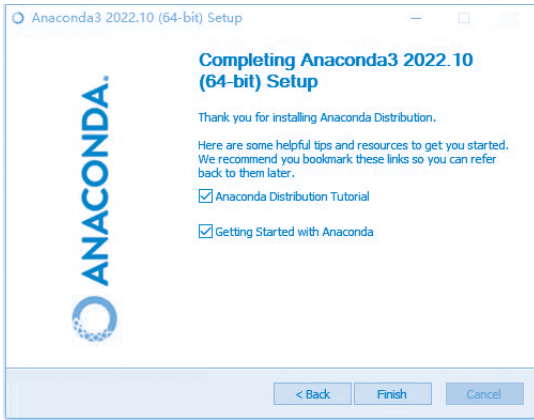 Anaconda3 2022.10 (64-bit) Setup
Completing Anaconda3 2022.10
(64-bit) Setup
Thank you for installing Anaconda Distribution.
Here are some helpful tips and resources to get you started.
We recommend you bookmark these links so you can refer
back to them later.
Anaconda Distribution Tutorial
Getting Started with Anaconda
ANACONDA.
< Back
Finish
Cancel